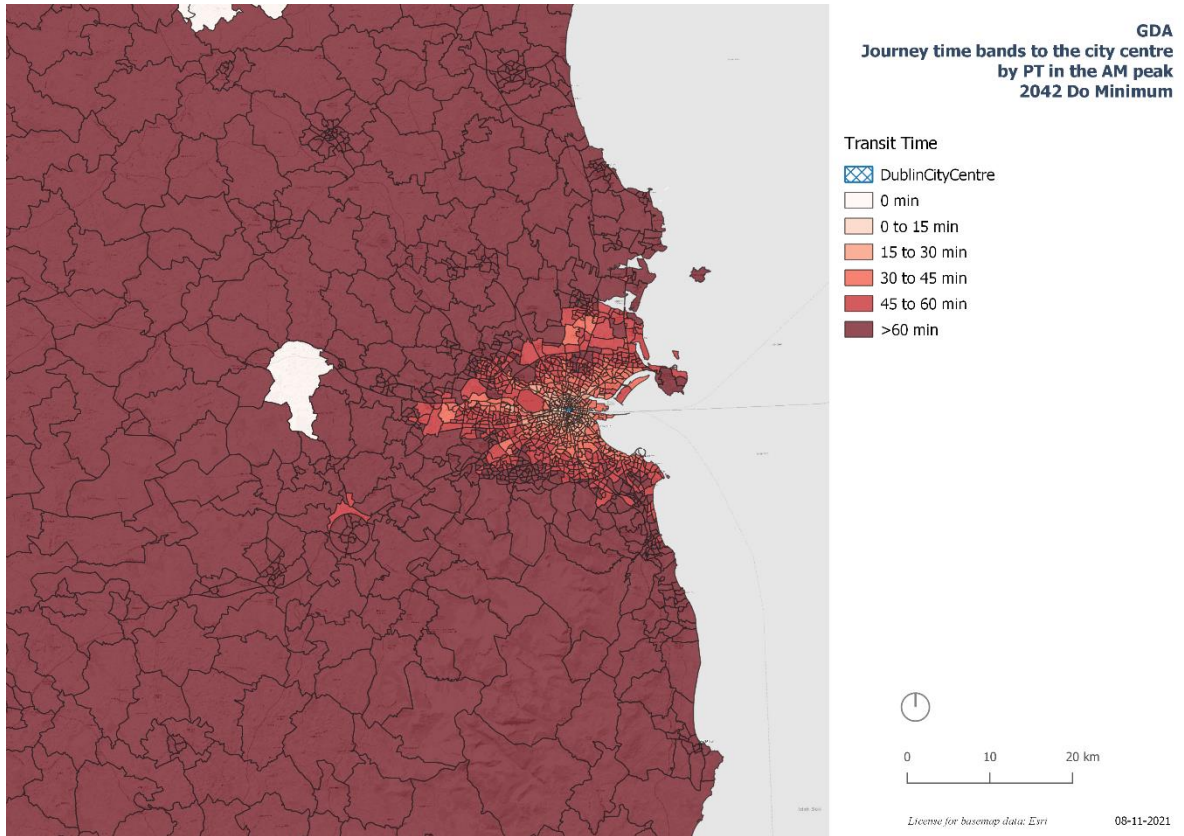 GDA
Journey time bands to the city centre
by PT in the AM peak
2042 Do Minimum
Transit Time
DublinCityCentre
0 min
0 to 15 min
15 to 30 min
30 to 45 min
45 to 60 min
>60 min
0 10 20 km
License for basemap data: Esri 08-11-2021